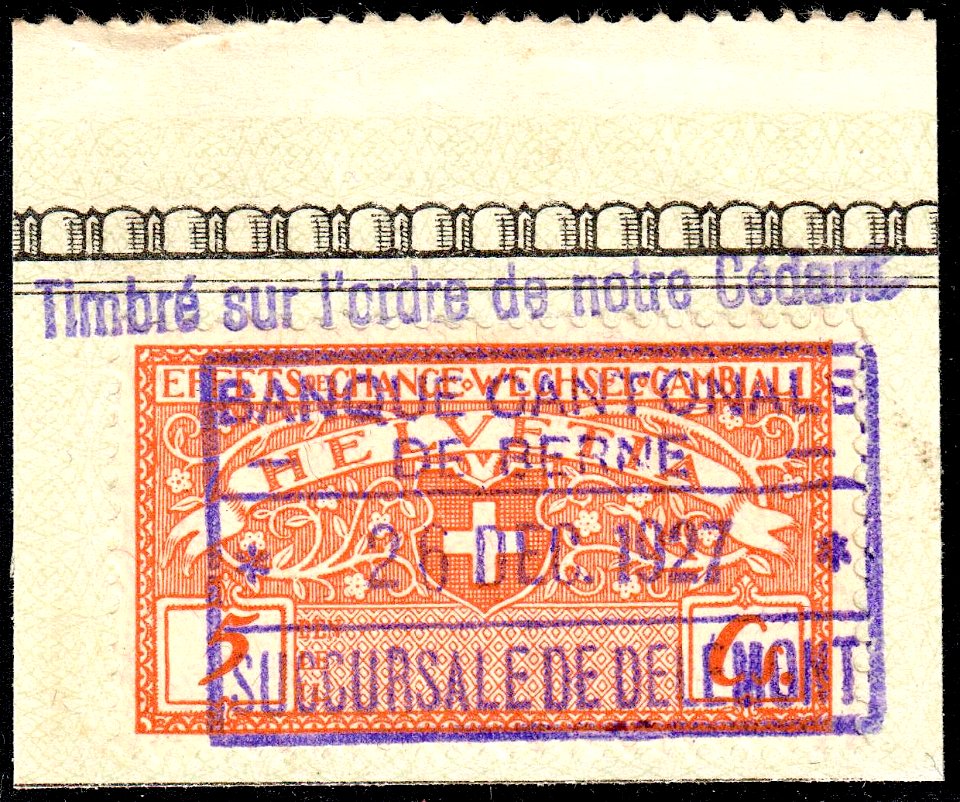 Timbré sur l'ordre de notre Cédant
EFFETS DE CHANGE · WECHSEL · CAMBIALI
BANQUE CANTONALE
HELVETIA
DE BERNE
26 DEC. 1927
5 Cs.
SUCCURSALE DE DELÉMONT